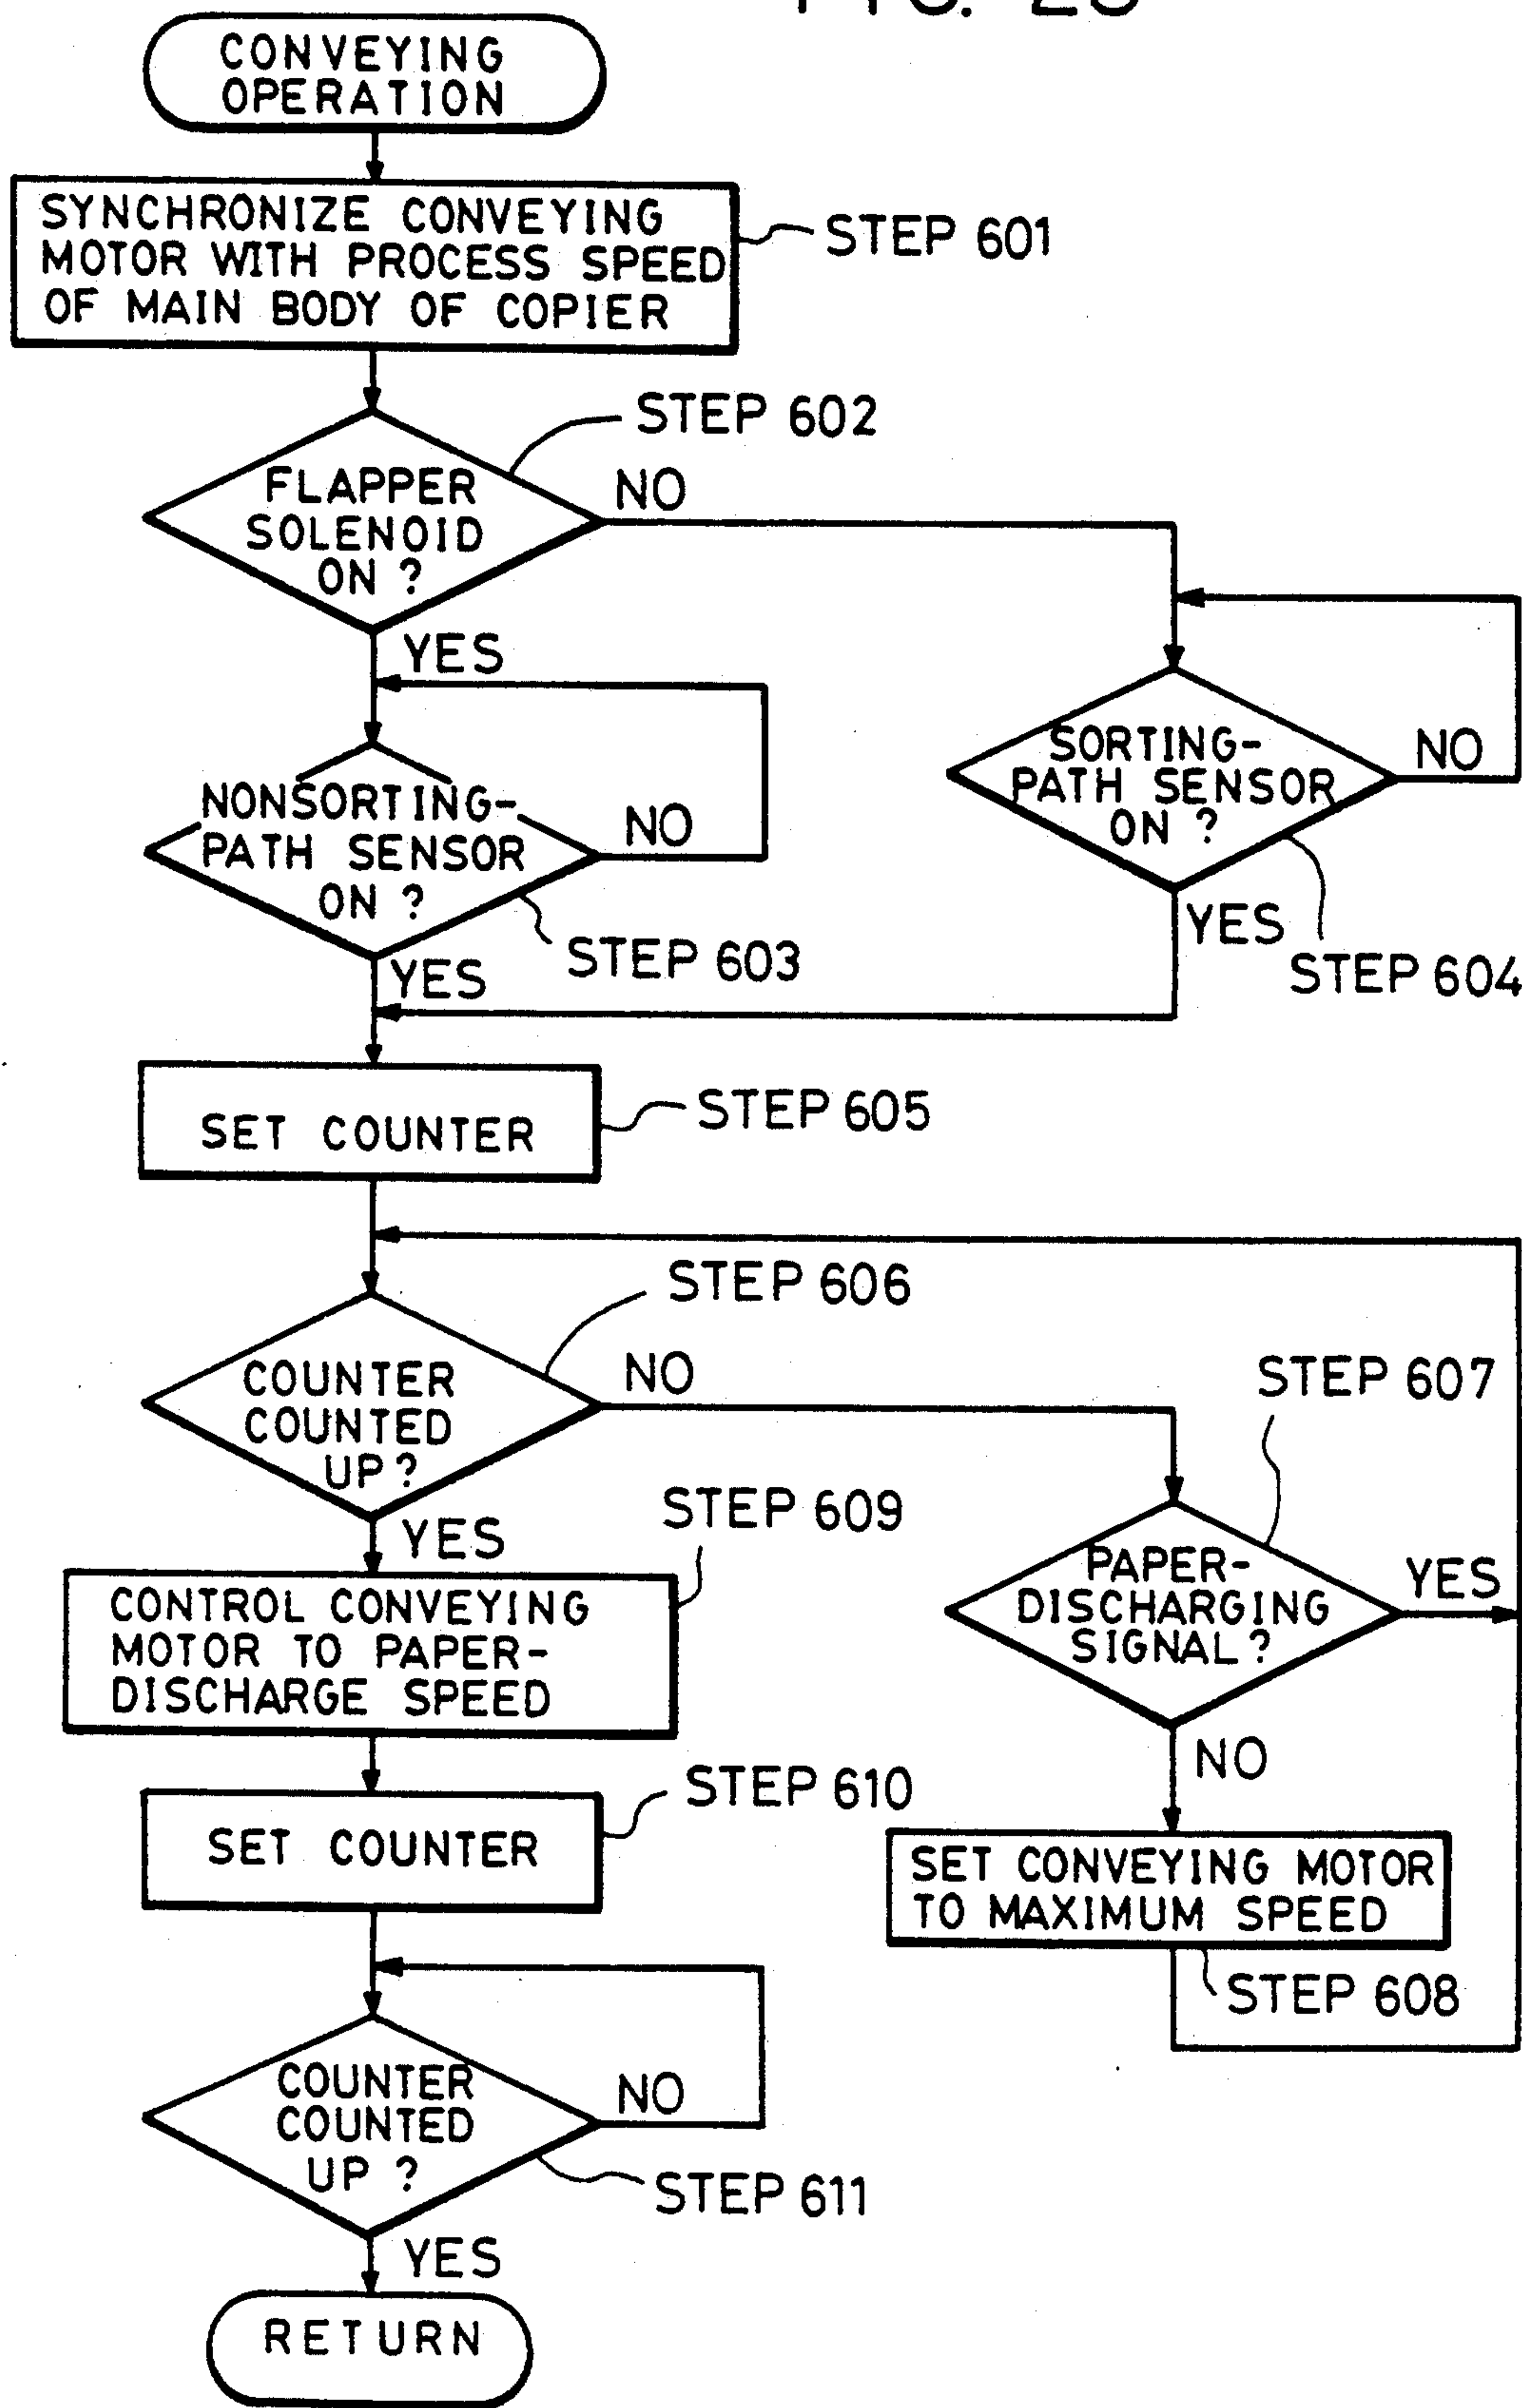 CONVEYING
OPERATION
SYNCHRONIZE CONVEYING
MOTOR WITH PROCESS SPEED
OF MAIN BODY OF COPIER
STEP 601
STEP 602
FLAPPER
SOLENOID
ON ?
NO
YES
NONSORTING-
PATH SENSOR
ON ?
NO
STEP 603
YES
SORTING-
PATH SENSOR
ON ?
NO
YES
STEP 604
SET COUNTER
STEP 605
STEP 606
COUNTER
COUNTED
UP ?
NO
YES
STEP 607
PAPER-
DISCHARGING
SIGNAL ?
YES
NO
SET CONVEYING MOTOR
TO MAXIMUM SPEED
STEP 608
STEP 609
CONTROL CONVEYING
MOTOR TO PAPER-
DISCHARGE SPEED
STEP 610
SET COUNTER
COUNTER
COUNTED
UP ?
NO
STEP 611
YES
RETURN